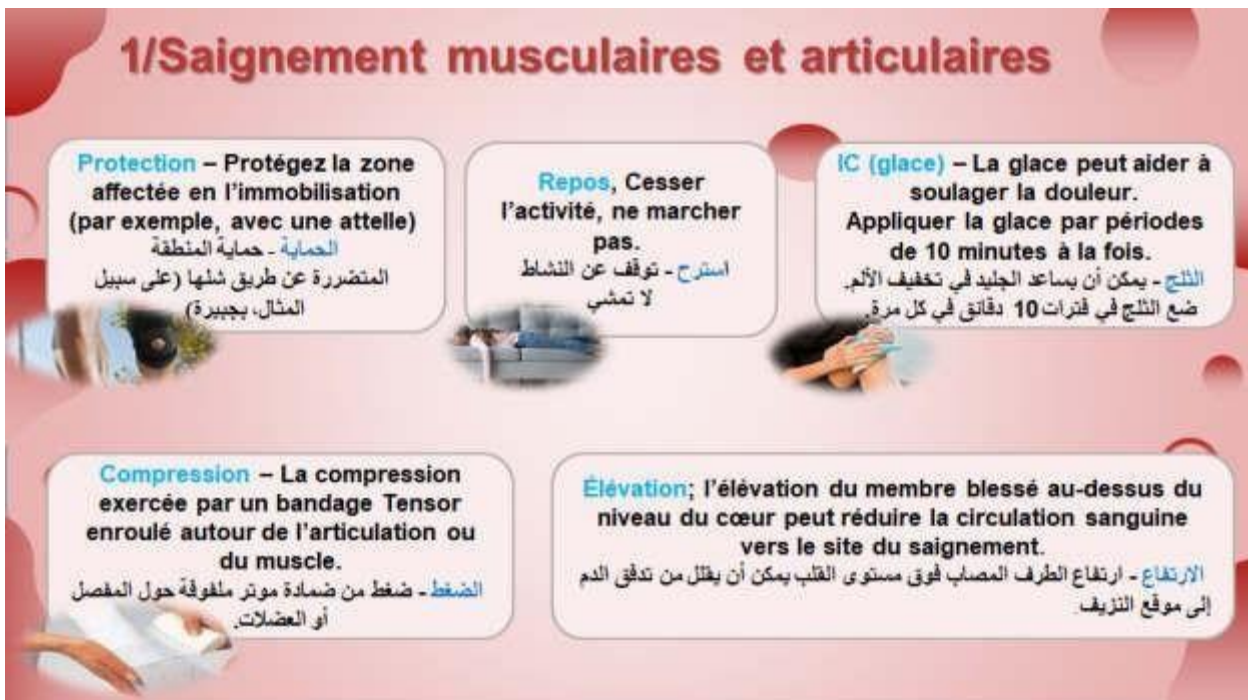 1/Saignement musculaires et articulaires
Protection – Protégez la zone
affectée en l'immobilisation
(par exemple, avec une attelle)
الحماية - حماية المنطقة
المتضررة عن طريق شلها (على سبيل
المثال، بجبيرة)
Repos, Cesser
l'activité, ne marcher
pas.
استرح - توقف عن النشاط
لا تمشي
IC (glace) – La glace peut aider à
soulager la douleur.
Appliquer la glace par périodes
de 10 minutes à la fois.
الثلج - يمكن أن يساعد الجليد في تخفيف الألم.
ضع الثلج في فترات 10 دقائق في كل مرة.
Compression – La compression
exercée par un bandage Tensor
enroulé autour de l'articulation ou
du muscle.
الضغط - ضغط من ضمادة موتر ملفوفة حول المفصل
أو العضلات.
Élévation; l'élévation du membre blessé au-dessus du
niveau du cœur peut réduire la circulation sanguine
vers le site du saignement.
الارتفاع - ارتفاع الطرف المصاب فوق مستوى القلب يمكن أن يقلل من تدفق الدم
إلى موقع النزيف.